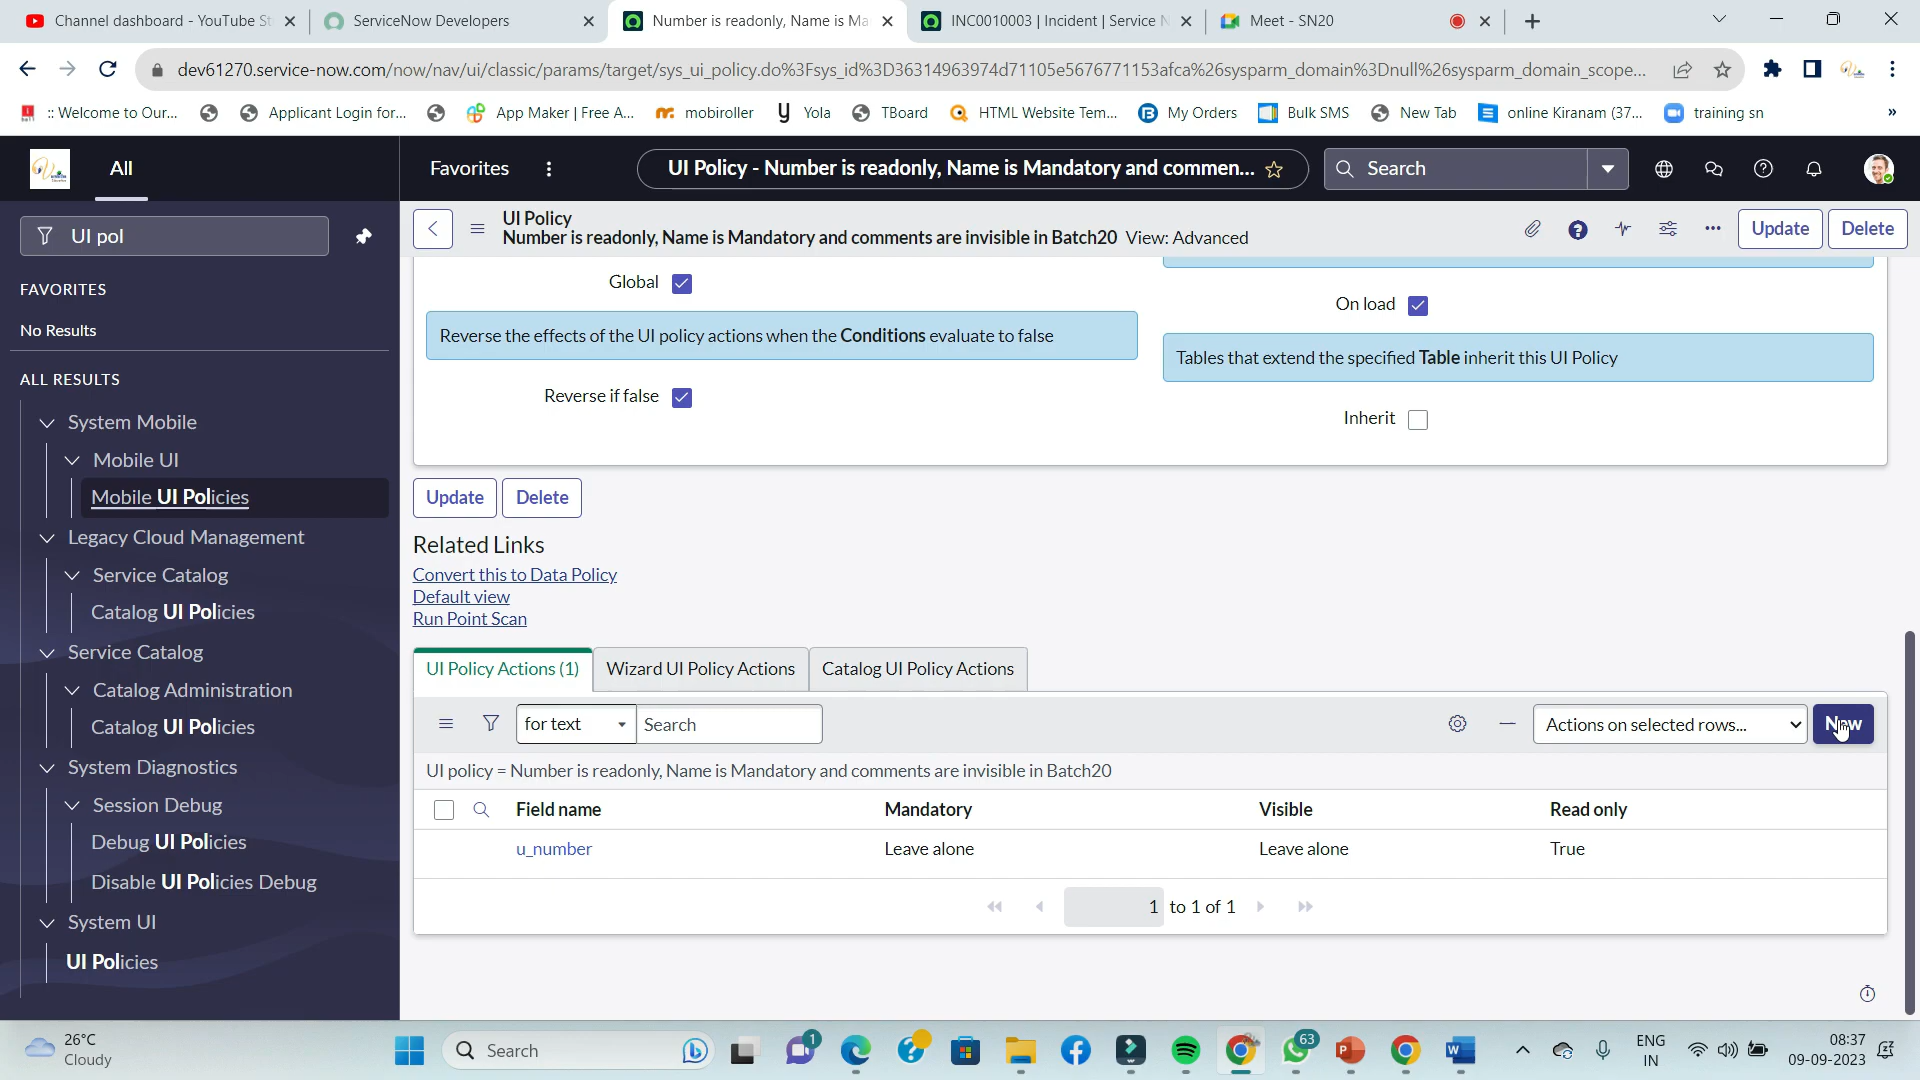 Channel dashboard - YouTube St
ServiceNow Developers
Number is readonly, Name is Ma
INC0010003 | Incident | Service N
Meet - SN20
dev61270.service-now.com/now/nav/ui/classic/params/target/sys_ui_policy.do%3Fsys_id%3D36314963974d71105e5676771153afca%26sysparm_domain%3Dnull%26sysparm_domain_scope...
:: Welcome to Our...
Applicant Login for...
App Maker | Free A...
mobiroller
Yola
TBoard
HTML Website Tem...
My Orders
Bulk SMS
New Tab
online Kiranam (37...
training sn
»
All
Favorites
UI Policy - Number is readonly, Name is Mandatory and commen...
Search
UI pol
UI Policy
Number is readonly, Name is Mandatory and comments are invisible in Batch20 View: Advanced
Update
Delete
FAVORITES
No Results
ALL RESULTS
System Mobile
Mobile UI
Mobile UI Policies
Legacy Cloud Management
Service Catalog
Catalog UI Policies
Service Catalog
Catalog Administration
Catalog UI Policies
System Diagnostics
Session Debug
Debug UI Policies
Disable UI Policies Debug
System UI
UI Policies
Global
On load
Reverse the effects of the UI policy actions when the Conditions evaluate to false
Tables that extend the specified Table inherit this UI Policy
Reverse if false
Inherit
Update
Delete
Related Links
Convert this to Data Policy
Default view
Run Point Scan
UI Policy Actions (1)
Wizard UI Policy Actions
Catalog UI Policy Actions
for text
Search
Actions on selected rows...
New
UI policy = Number is readonly, Name is Mandatory and comments are invisible in Batch20
Field name
Mandatory
Visible
Read only
u_number
Leave alone
Leave alone
True
1 to 1 of 1
26°C
Cloudy
Search
1
63
ENG
IN
08:37
09-09-2023